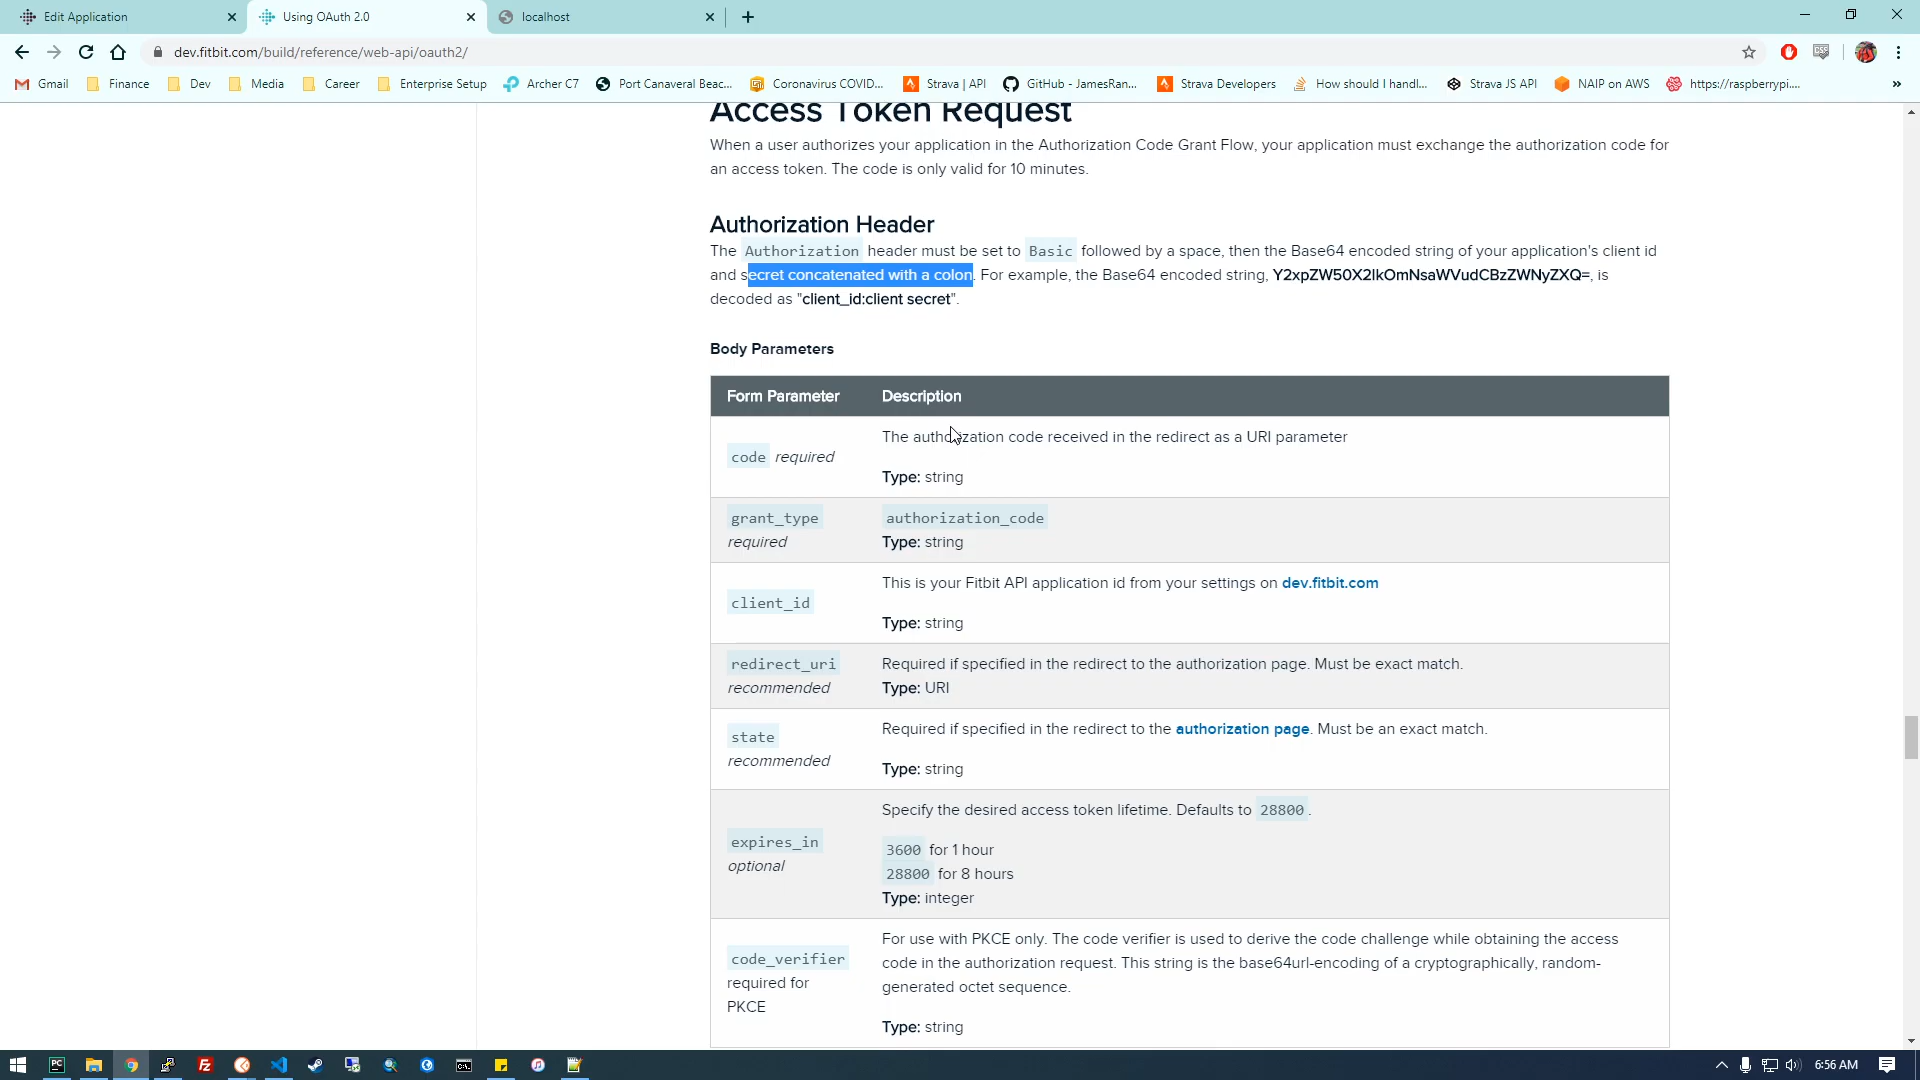 Edit Application
Using OAuth 2.0
localhost
dev.fitbit.com/build/reference/web-api/oauth2/
Gmail
Finance
Dev
Media
Career
Enterprise Setup
Archer C7
Port Canaveral Beac...
Coronavirus COVID...
Strava | API
GitHub - JamesRan...
Strava Developers
How should I handl...
Strava JS API
NAIP on AWS
https://raspberrypi....
»
Access Token Request
When a user authorizes your application in the Authorization Code Grant Flow, your application must exchange the authorization code for
an access token. The code is only valid for 10 minutes.
Authorization Header
The Authorization header must be set to Basic followed by a space, then the Base64 encoded string of your application's client id
and secret concatenated with a colon. For example, the Base64 encoded string, Y2xpZW50X2lkOmNsaWVudCBzZWNyZXQ=, is
decoded as "client_id:client secret".
Body Parameters
Form Parameter Description
code required
The authorization code received in the redirect as a URI parameter
Type: string
grant_type
required
authorization_code
Type: string
client_id
This is your Fitbit API application id from your settings on dev.fitbit.com
Type: string
redirect_uri
recommended
Required if specified in the redirect to the authorization page. Must be exact match.
Type: URI
state
recommended
Required if specified in the redirect to the authorization page. Must be an exact match.
Type: string
expires_in
optional
Specify the desired access token lifetime. Defaults to 28800.
3600 for 1 hour
28800 for 8 hours
Type: integer
code_verifier
required for
PKCE
For use with PKCE only. The code verifier is used to derive the code challenge while obtaining the access
code in the authorization request. This string is the base64url-encoding of a cryptographically, random-
generated octet sequence.
Type: string
6:56 AM